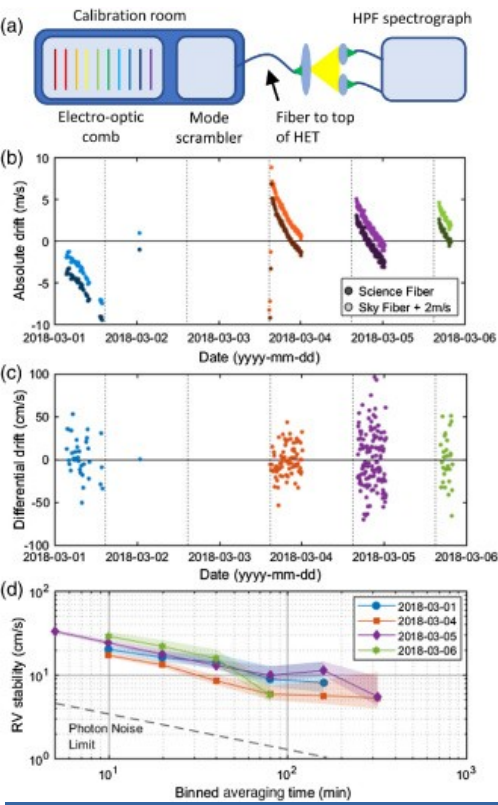 (a)
Calibration room
HPF spectrograph
Electro-optic
comb
Mode
scrambler
Fiber to top
of HET
(b)
Absolute drift (m/s)
10
5
0
-5
-10
Science Fiber
Sky Fiber + 2m/s
2018-03-01 2018-03-02 2018-03-03 2018-03-04 2018-03-05 2018-03-06
Date (yyyy-mm-dd)
(c)
Differential drift (cm/s)
100
50
0
-50
-100
2018-03-01 2018-03-02 2018-03-03 2018-03-04 2018-03-05 2018-03-06
Date (yyyy-mm-dd)
(d)
RV stability (cm/s)
10²
10¹
10⁰
2018-03-01
2018-03-04
2018-03-05
2018-03-06
Photon Noise
Limit
10¹ 10² 10³
Binned averaging time (min)